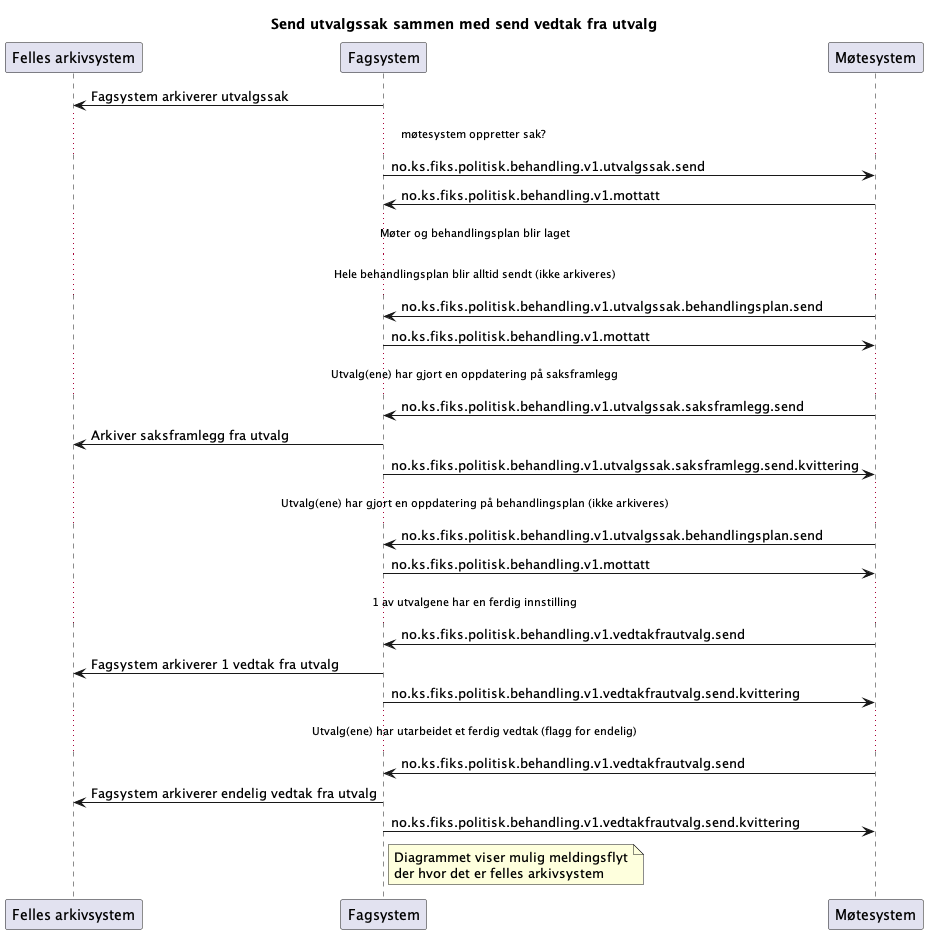 Send utvalgssak sammen med send vedtak fra utvalg
Felles arkivsystem
Fagsystem
Møtesystem
Fagsystem arkiverer utvalgssak
møtesystem oppretter sak?
no.ks.fiks.politisk.behandling.v1.utvalgssak.send
no.ks.fiks.politisk.behandling.v1.mottatt
Møter og behandlingsplan blir laget
Hele behandlingsplan blir alltid sendt (ikke arkiveres)
no.ks.fiks.politisk.behandling.v1.utvalgssak.behandlingsplan.send
no.ks.fiks.politisk.behandling.v1.mottatt
Utvalg(ene) har gjort en oppdatering på saksframlegg
no.ks.fiks.politisk.behandling.v1.utvalgssak.saksframlegg.send
Arkiver saksframlegg fra utvalg
no.ks.fiks.politisk.behandling.v1.utvalgssak.saksframlegg.send.kvittering
Utvalg(ene) har gjort en oppdatering på behandlingsplan (ikke arkiveres)
no.ks.fiks.politisk.behandling.v1.utvalgssak.behandlingsplan.send
no.ks.fiks.politisk.behandling.v1.mottatt
1 av utvalgene har en ferdig innstilling
no.ks.fiks.politisk.behandling.v1.vedtakfrautvalg.send
Fagsystem arkiverer 1 vedtak fra utvalg
no.ks.fiks.politisk.behandling.v1.vedtakfrautvalg.send.kvittering
Utvalg(ene) har utarbeidet et ferdig vedtak (flagg for endelig)
no.ks.fiks.politisk.behandling.v1.vedtakfrautvalg.send
Fagsystem arkiverer endelig vedtak fra utvalg
no.ks.fiks.politisk.behandling.v1.vedtakfrautvalg.send.kvittering
Diagrammet viser mulig meldingsflyt
der hvor det er felles arkivsystem
Felles arkivsystem
Fagsystem
Møtesystem